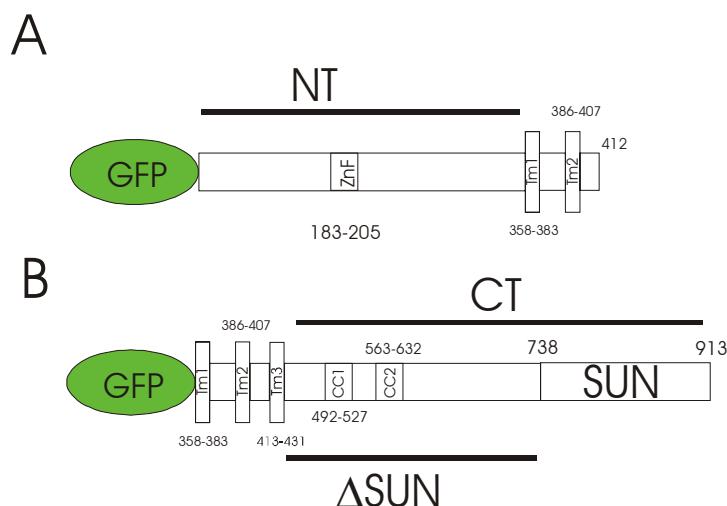 A
NT
386-407
412
GFP
ZnF
Tm1
Tm2
183-205
358-383
B
CT
386-407
563-632
738
913
GFP
Tm1
Tm2
Tm3
CC1
CC2
SUN
492-527
358-383
413-431
ΔSUN